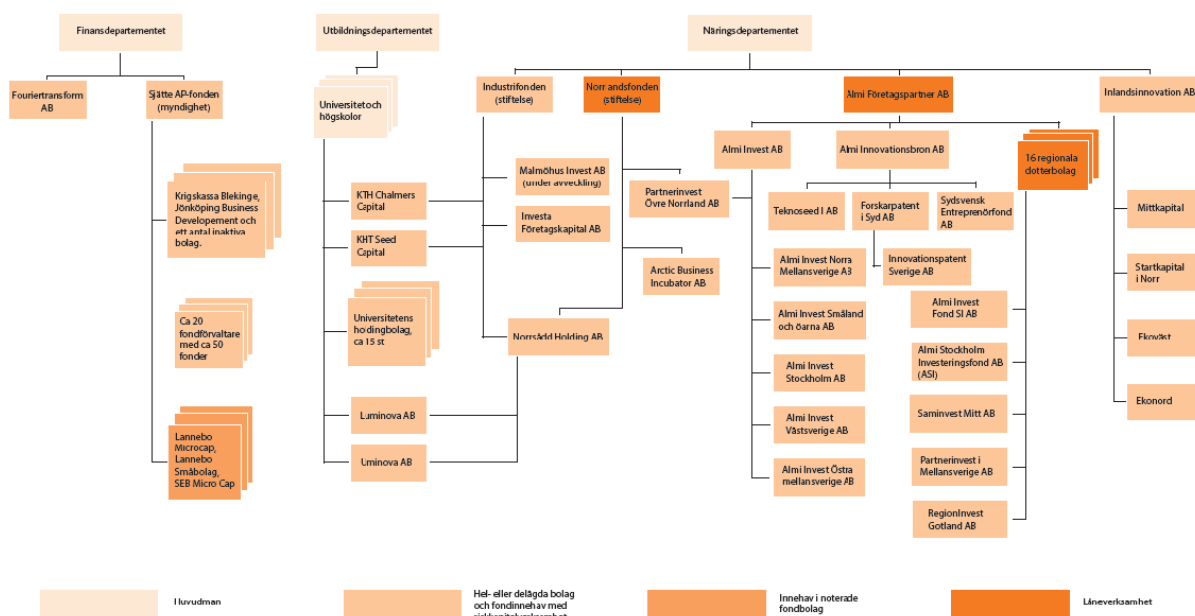 Finansdepartementet
Utbildningsdepartementet
Näringsdepartementet
Fouriertransform
AB
Sjätte AP-fonden
(myndighet)
Universitet och
högskolor
Industrifonden
(stiftelse)
Norr andsfonden
(stiftelse)
Almi Företagspartner AB
Inlandsinnovation AB
Krigskassa Blekinge,
Jönköping Business
Developement och
ett antal inaktiva
bolag.
Ca 20
fondförvaltare
med ca 50
fonder
Lannebo
Microcap,
Lannebo
Småbolag,
SEB Micro Cap
KTH Chalmers
Capital
KHT Seed
Capital
Universitetens
holdingbolag,
ca 15 st
Luminova AB
Uminova AB
Malmöhus Invest AB
(under avveckling)
Investa
Företagskapital AB
Norrsådd Holding AB
Partnerinvest
Övre Norrland AB
Arctic Business
Incubator AB
Almi Invest AB
Almi Innovationsbron AB
16 regionala
dotterbolag
Teknoseed I AB
Forskarpatent
i Syd AB
Sydsvensk
Entreprenörfond
AB
Innovationspatent
Sverige AB
Almi Invest Norra
Mellansverige AB
Almi Invest Småland
och öarna AB
Almi Invest
Stockholm AB
Almi Invest
Västsverige AB
Almi Invest Östra
mellansverige AB
Almi Invest
Fond SI AB
Almi Stockholm
Investeringsfond AB
(ASI)
Saminvest Mitt AB
Partnerinvest i
Mellansverige AB
RegionInvest
Gotland AB
Mittkapital
Startkapital
i Norr
Ekoväst
Ekonord
Huvudman
Hel- eller delägda bolag
och fondinnehav med
Innehav i noterade
fondbolag
Låneverksamhet